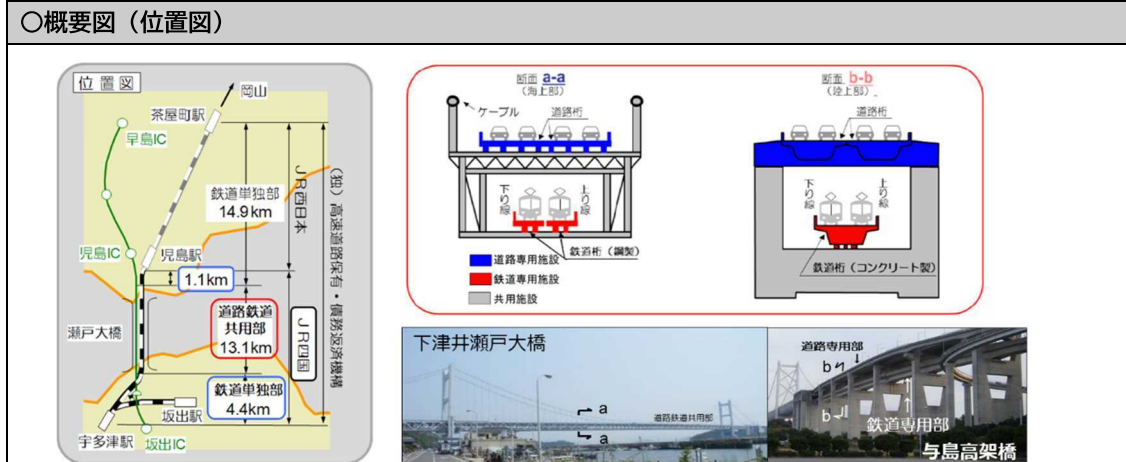 〇概要図（位置図）
位置図
岡山
茶屋町駅
早島IC
鉄道単独部
14.9km
ＪＲ西日本
（独）高速道路保有・債務返済機構
児島IC
児島駅
1.1km
道路鉄道
共用部
13.1km
瀬戸大橋
ＪＲ四国
鉄道単独部
4.4km
坂出駅
宇多津駅
坂出IC
断面 a-a
（海上部）
ケーブル
道路桁
下り線
上り線
鉄道桁（鋼製）
道路専用施設
鉄道専用施設
共用施設
断面 b-b
（陸上部）
道路桁
下り線
上り線
鉄道桁（コンクリート製）
下津井瀬戸大橋
a
道路鉄道共用部
a
道路専用部
b
b
鉄道専用部
与島高架橋